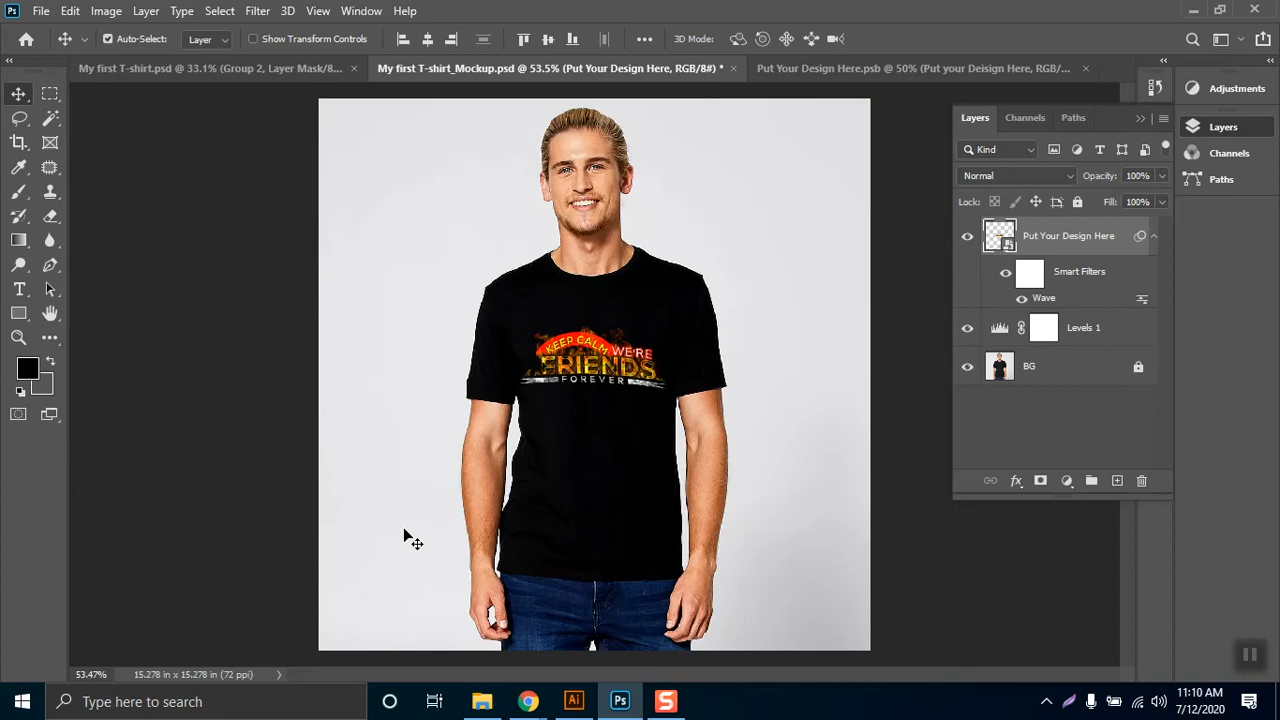 Ps File Edit Image Layer Type Select Filter 3D View Window Help
Auto-Select: Layer Show Transform Controls 3D Mode:
My first T-shirt.psd @ 33.1% (Group 2, Layer Mask/8... × My first T-shirt_Mockup.psd @ 53.5% (Put Your Design Here, RGB/8#) * × Put Your Design Here.psb @ 50% (Put your Deisign Here, RGB/... ×
Adjustments
Layers
Channels
Paths
Layers Channels Paths
Kind
Normal Opacity: 100%
Lock: Fill: 100%
Put Your Design Here
Smart Filters
Wave
Levels 1
BG
KEEP CALM WE'RE
FRIENDS
FOREVER
T
53.47% 15.278 in x 15.278 in (72 ppi)
Type here to search
Ai Ps S
11:10 AM
7/12/2020